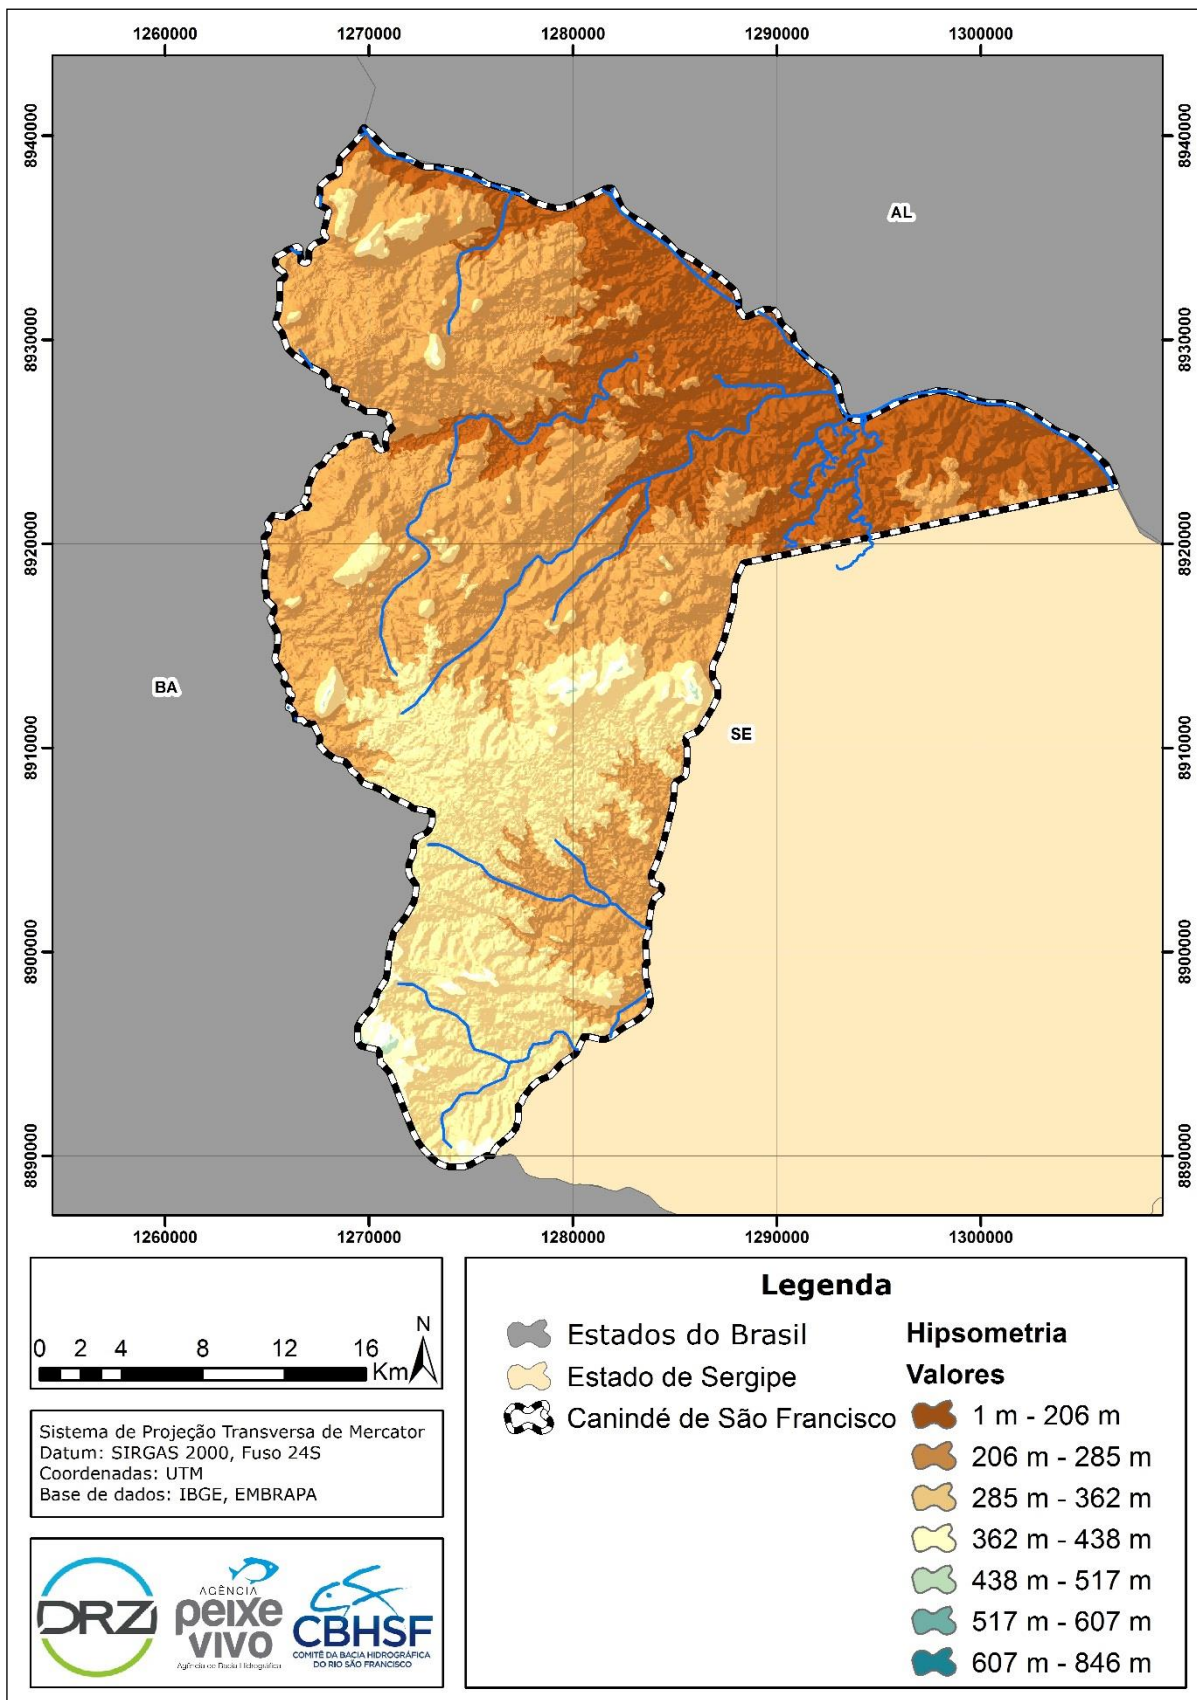 1260000 1270000 1280000 1290000 1300000
8940000 8940000
AL
8930000 8930000
8920000 8920000
BA
SE
8910000 8910000
8900000 8900000
8890000 8890000
1260000 1270000 1280000 1290000 1300000
0 2 4 8 12 16
Km
N
Sistema de Projeção Transversa de Mercator
Datum: SIRGAS 2000, Fuso 24S
Coordenadas: UTM
Base de dados: IBGE, EMBRAPA
DRZ
AGÊNCIA
peixe
vivo
Agência de Bacia Hidrográfica
CBHSF
COMITÊ DA BACIA HIDROGRÁFICA
DO RIO SÃO FRANCISCO
Legenda
Estados do Brasil
Estado de Sergipe
Canindé de São Francisco
Hipsometria
Valores
1 m - 206 m
206 m - 285 m
285 m - 362 m
362 m - 438 m
438 m - 517 m
517 m - 607 m
607 m - 846 m